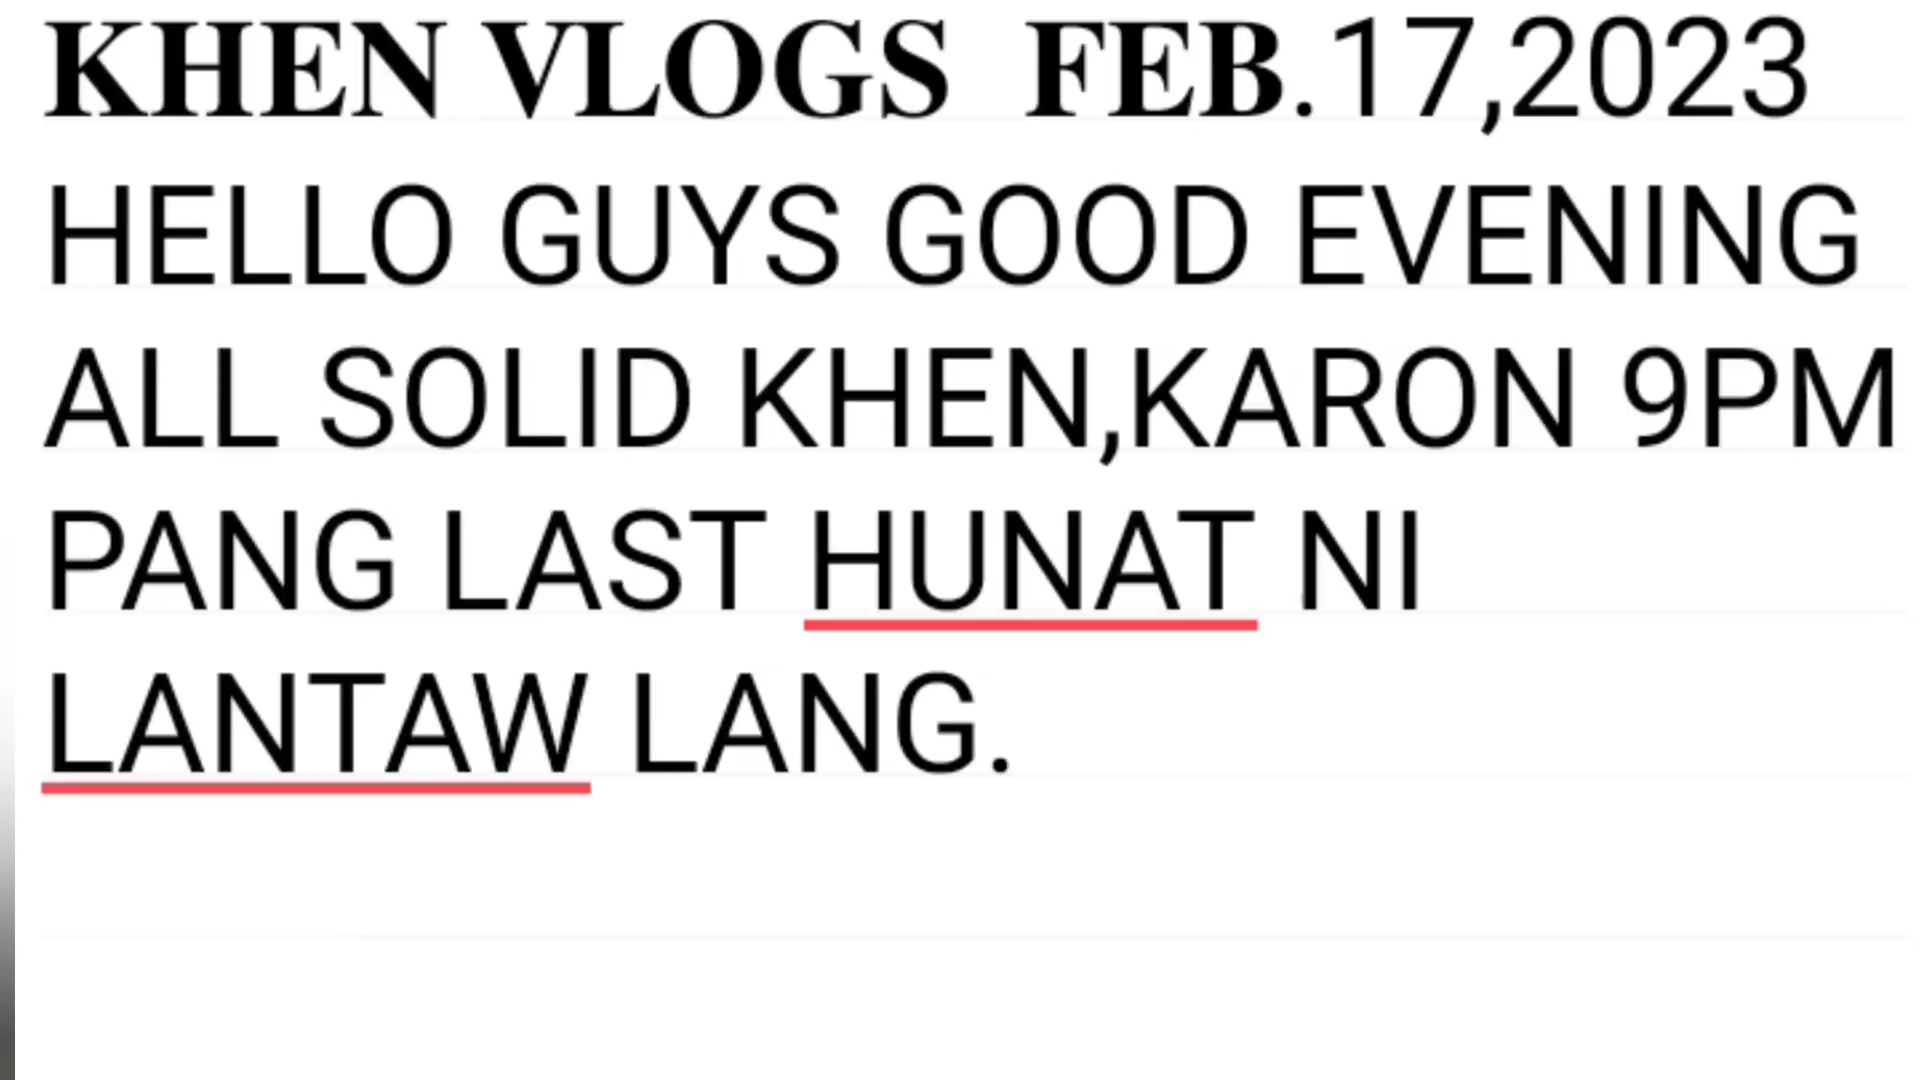 KHEN VLOGS  FEB.17,2023
HELLO GUYS GOOD EVENING
ALL SOLID KHEN,KARON 9PM
PANG LAST HUNAT NI
LANTAW LANG.